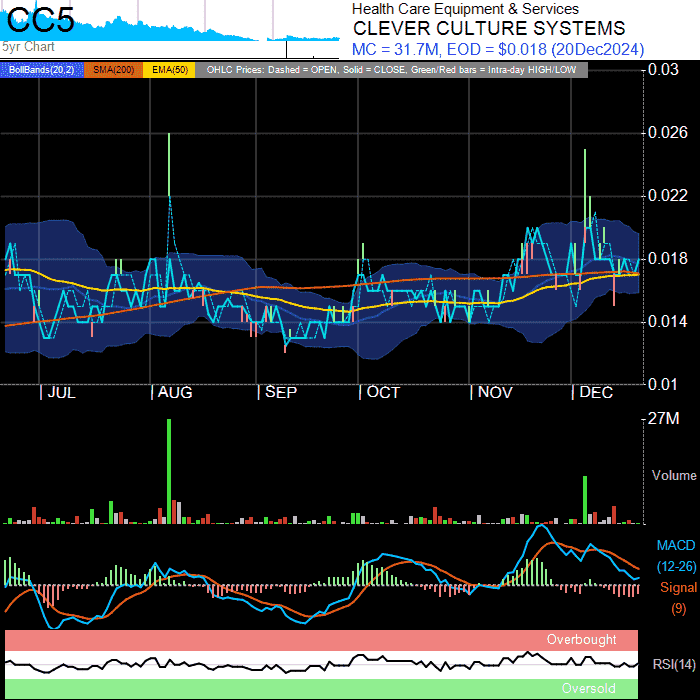 CC5
5yr Chart
Health Care Equipment & Services
CLEVER CULTURE SYSTEMS
MC = 31.7M, EOD = $0.018 (20Dec2024)
BollBands(20,2) SMA(200) EMA(50) OHLC Prices: Dashed = OPEN, Solid = CLOSE, Green/Red bars = Intra-day HIGH/LOW
0.03
0.026
0.022
0.018
0.014
0.01
JUL AUG SEP OCT NOV DEC
27M
Volume
MACD
(12-26)
Signal
(9)
Overbought
RSI(14)
Oversold